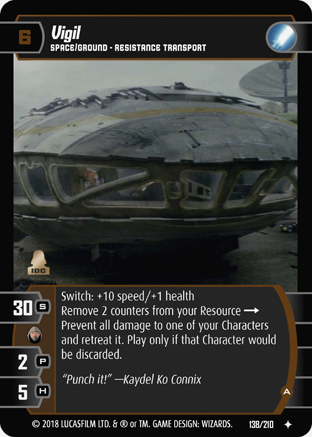 6
Vigil
SPACE/GROUND - RESISTANCE TRANSPORT
IDC
30 S
2 P
5 H
Switch: +10 speed/+1 health
Remove 2 counters from your Resource →
Prevent all damage to one of your Characters
and retreat it. Play only if that Character would
be discarded.
"Punch it!" —Kaydel Ko Connix
A
© 2018 LUCASFILM LTD. & ® or TM. GAME DESIGN: WIZARDS. 138/210